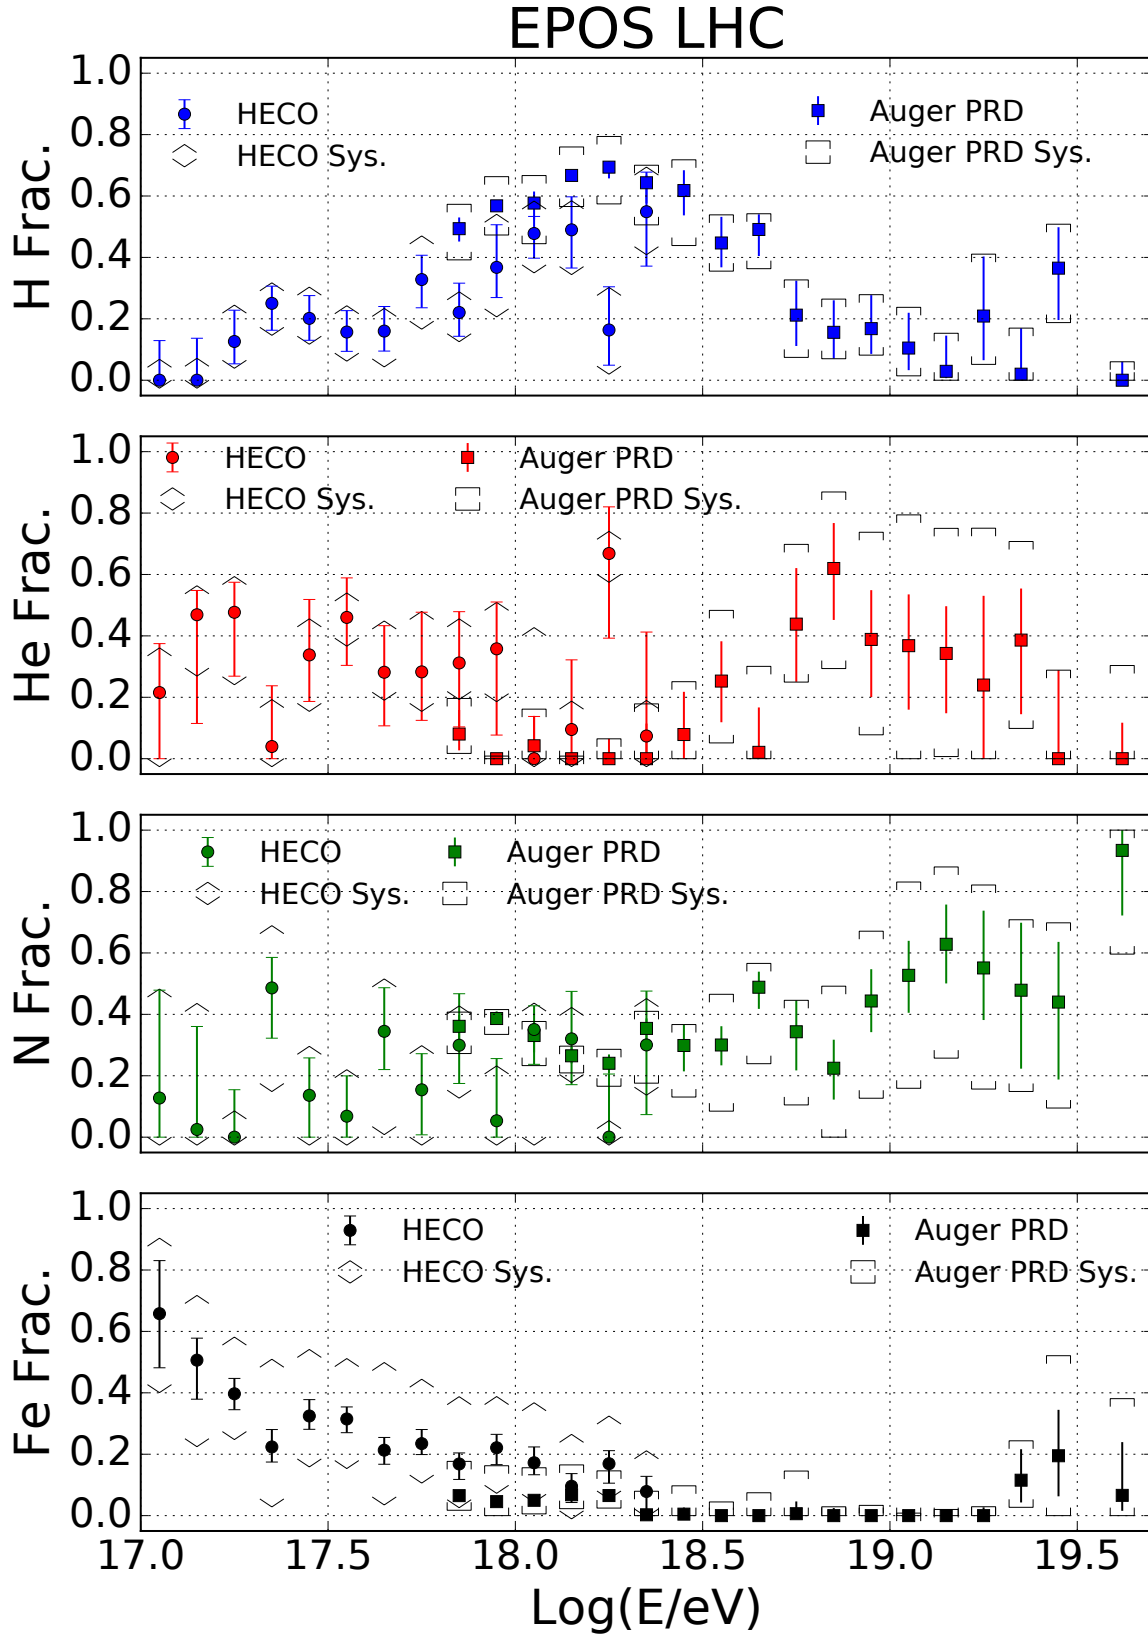 EPOS LHC
H Frac.
1.0
0.8
0.6
0.4
0.2
0.0
HECO
HECO Sys.
Auger PRD
Auger PRD Sys.
He Frac.
1.0
0.8
0.6
0.4
0.2
0.0
HECO
HECO Sys.
Auger PRD
Auger PRD Sys.
N Frac.
1.0
0.8
0.6
0.4
0.2
0.0
HECO
HECO Sys.
Auger PRD
Auger PRD Sys.
Fe Frac.
1.0
0.8
0.6
0.4
0.2
0.0
HECO
HECO Sys.
Auger PRD
Auger PRD Sys.
17.0 17.5 18.0 18.5 19.0 19.5
Log(E/eV)